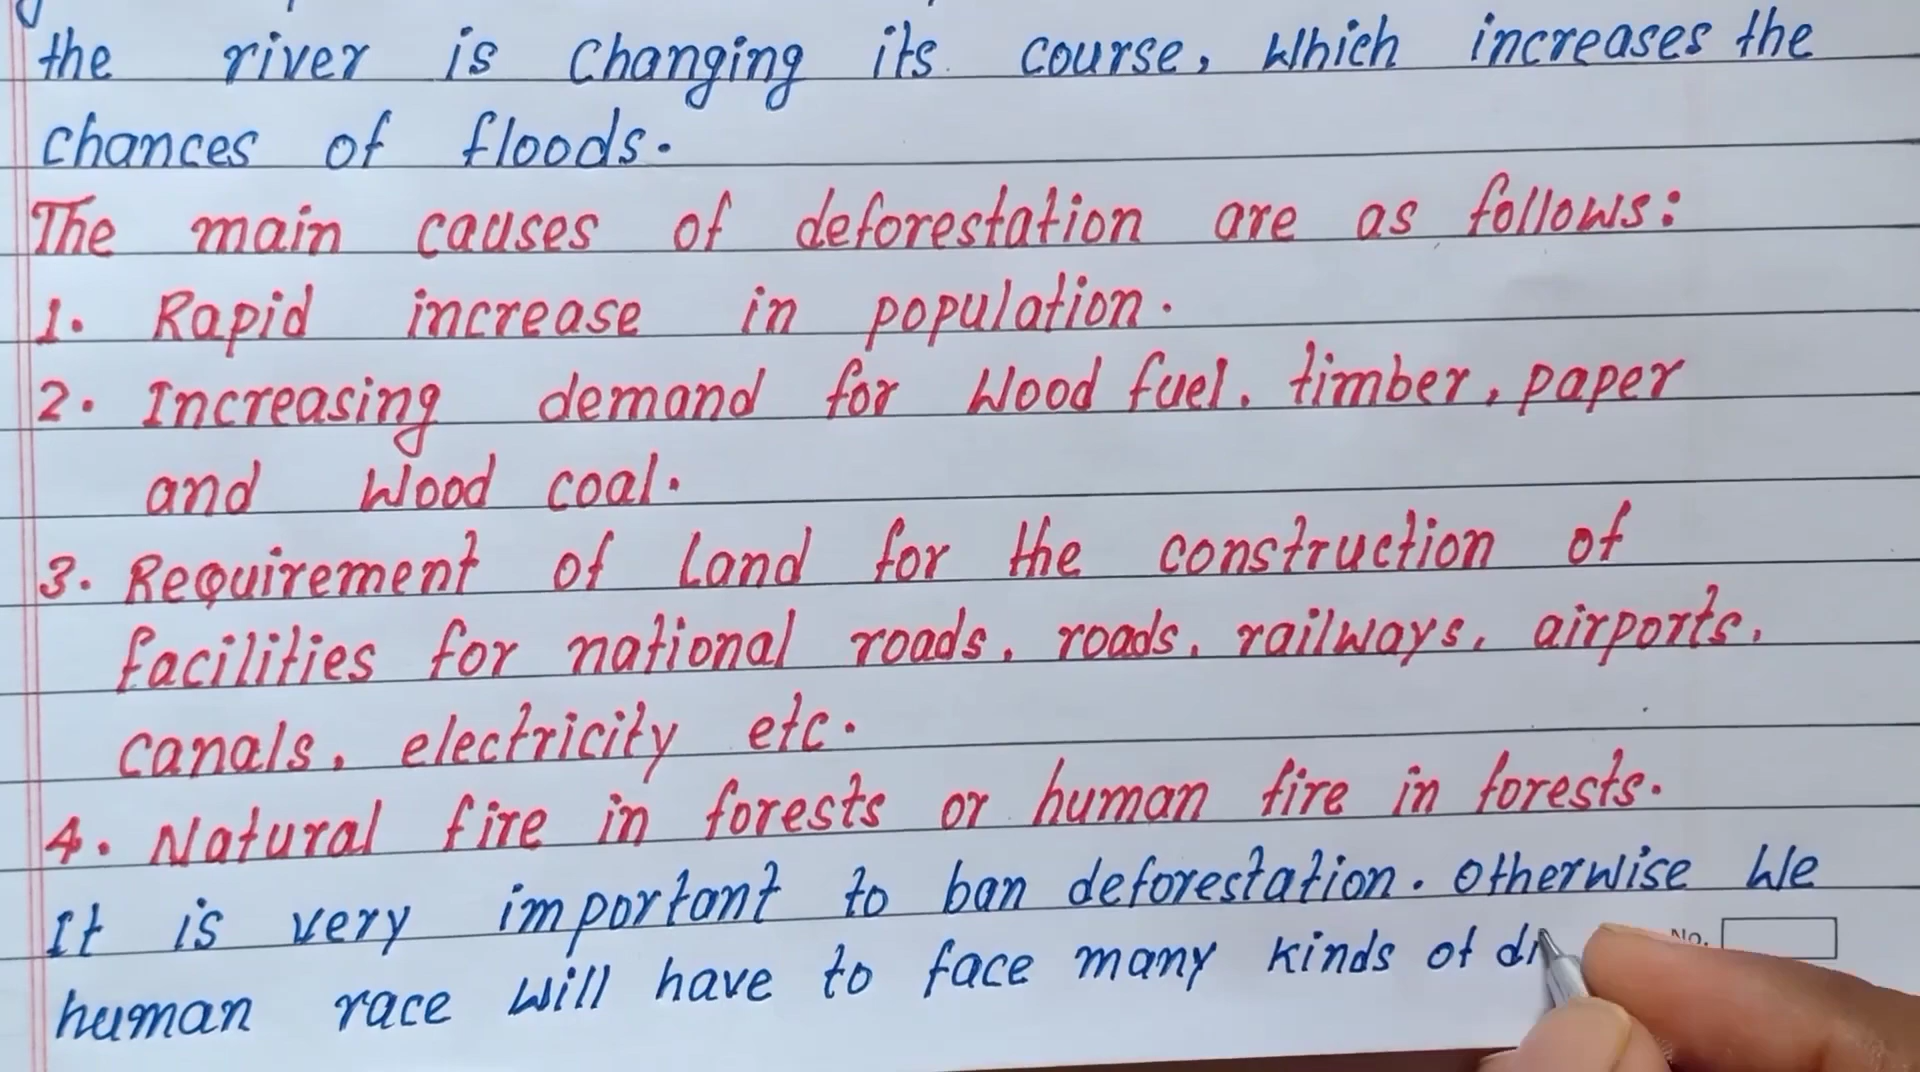 the river is changing its course, which increases the
chances of floods.
The main causes of deforestation are as follows:
1. Rapid increase in population.
2. Increasing demand for wood fuel, timber, paper
and wood coal.
3. Requirement of land for the construction of
facilities for national roads, roads, railways, airports,
canals, electricity etc.
4. Natural fire in forests or human fire in forests.
It is very important to ban deforestation. Otherwise we
No.
human race will have to face many kinds of di